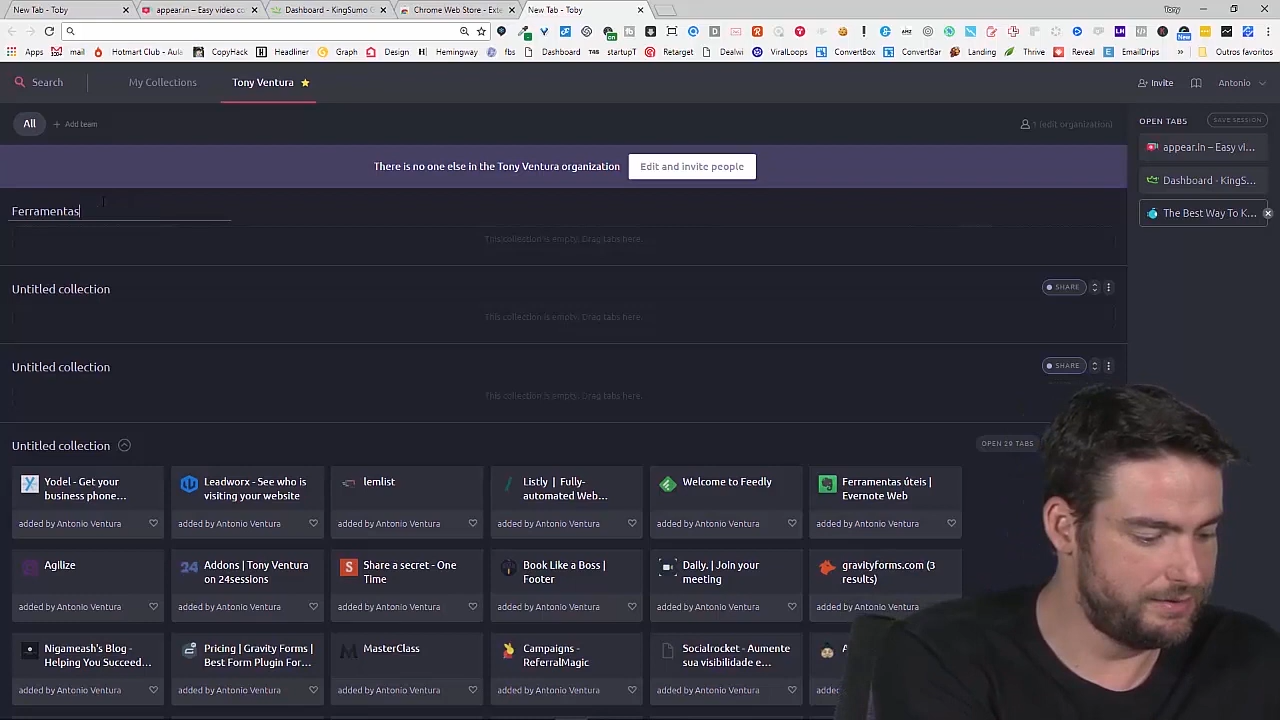 New Tab - Toby
appear.in – Easy video co
Dashboard - KingSumo G
Chrome Web Store - Exte
New Tab - Toby
Tony
Apps
mail
Hotmart Club - Aula
CopyHack
Headliner
Graph
Design
Hemingway
fbs
Dashboard
startupT
Retarget
Dealwi
ViralLoops
ConvertBox
ConvertBar
Landing
Thrive
Reveal
EmailDrips
»
Outros favoritos
Search
My Collections
Tony Ventura
Invite
Antonio
All
+ Add team
1 (edit organization)
OPEN TABS
SAVE SESSION
appear.in – Easy vi...
There is no one else in the Tony Ventura organization
Edit and invite people
Dashboard - KingS...
Ferramentas
The Best Way To K...
This collection is empty. Drag tabs here.
Untitled collection
SHARE
This collection is empty. Drag tabs here.
Untitled collection
SHARE
This collection is empty. Drag tabs here.
Untitled collection
OPEN 29 TABS
Yodel - Get your
business phone...
added by Antonio Ventura
Leadworx - See who is
visiting your website
added by Antonio Ventura
lemlist
added by Antonio Ventura
Listly | Fully-
automated Web...
added by Antonio Ventura
Welcome to Feedly
added by Antonio Ventura
Ferramentas úteis |
Evernote Web
added by Antonio Ventura
Agilize
added by Antonio Ventura
Addons | Tony Ventura
on 24sessions
added by Antonio Ventura
Share a secret - One
Time
added by Antonio Ventura
Book Like a Boss |
Footer
added by Antonio Ventura
Daily. | Join your
meeting
added by Antonio Ventura
gravityforms.com (3
results)
added by Antonio Ventura
Nigameash's Blog -
Helping You Succeed...
added by Antonio Ventura
Pricing | Gravity Forms |
Best Form Plugin For...
added by Antonio Ventura
MasterClass
added by Antonio Ventura
Campaigns -
ReferralMagic
added by Antonio Ventura
Socialrocket - Aumente
sua visibilidade e...
added by Antonio Ventura